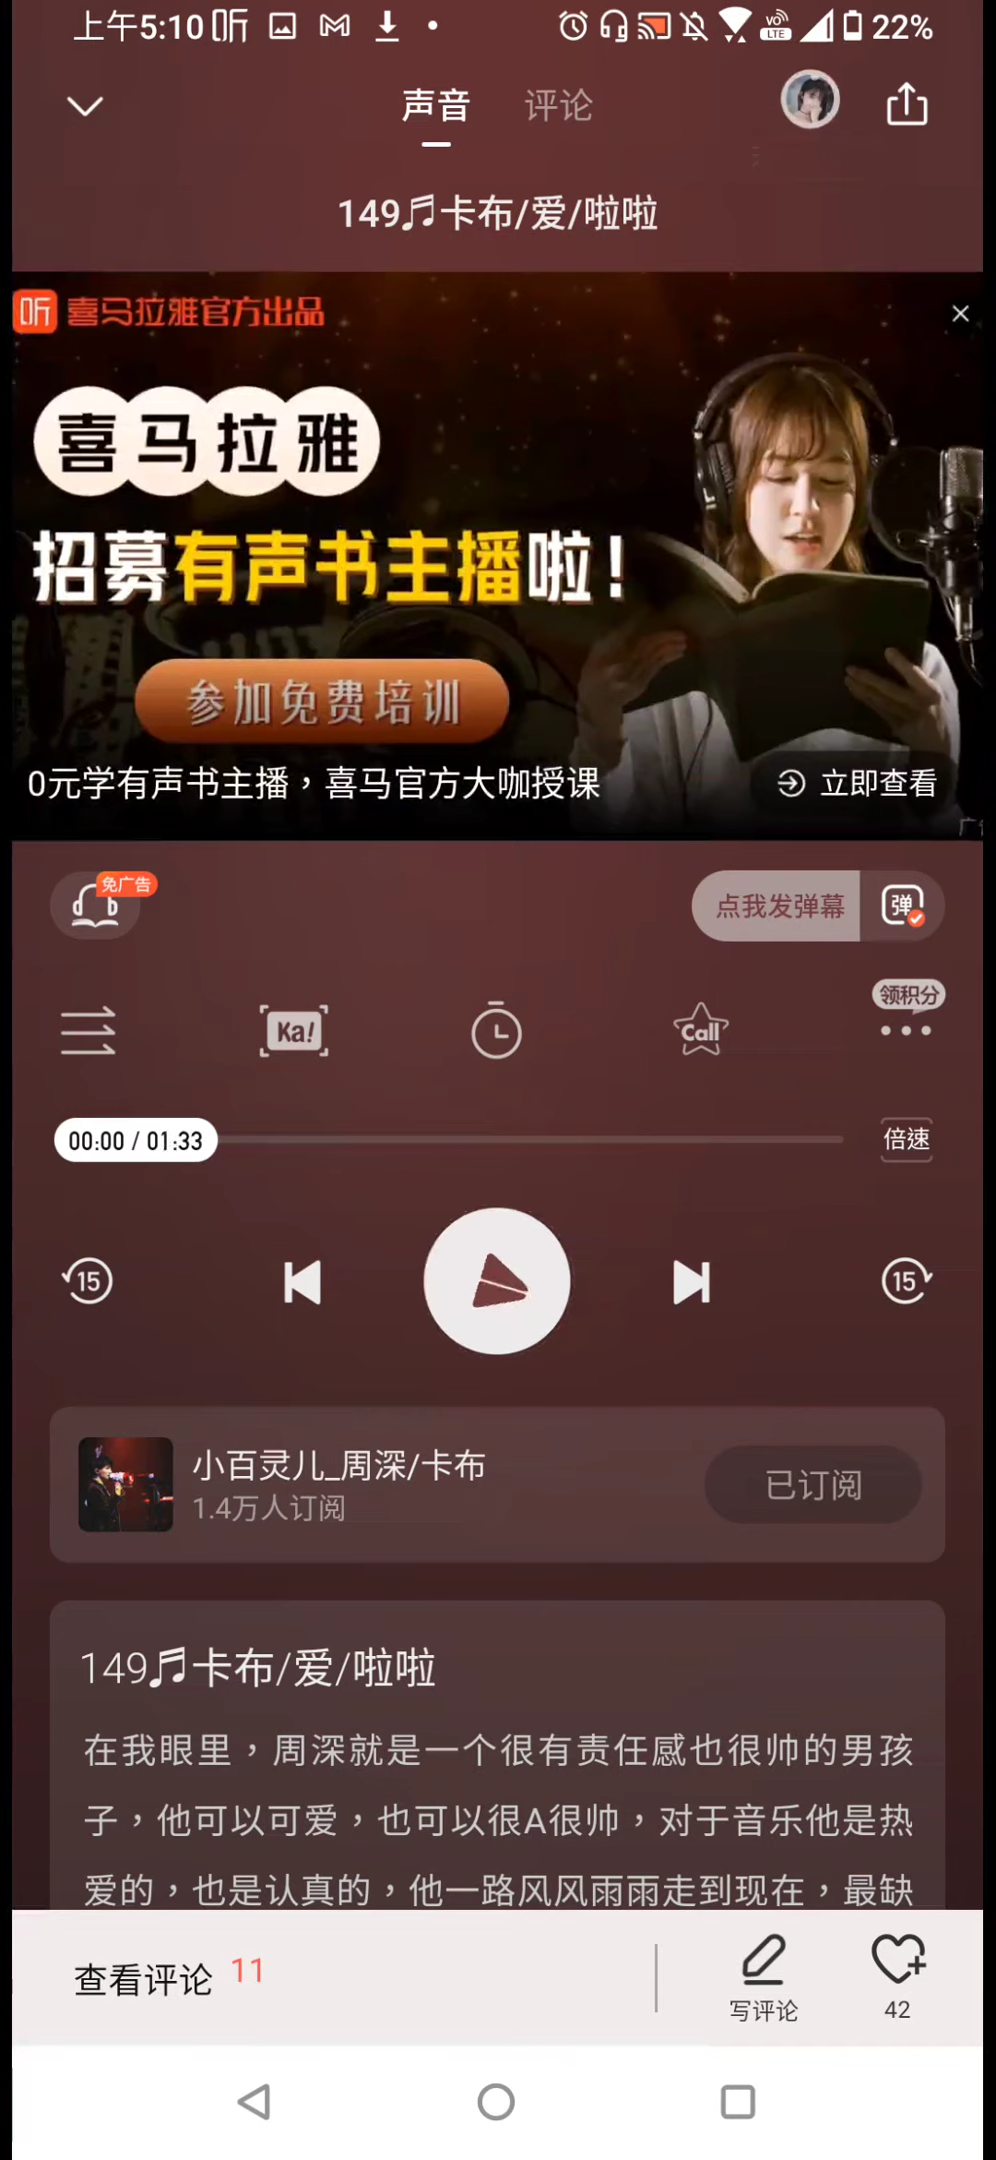 上午5:10 听 22%
声音 评论
149♬卡布/爱/啦啦
听 喜马拉雅官方出品
喜马拉雅
招募有声书主播啦！
参加免费培训
0元学有声书主播，喜马官方大咖授课 立即查看
广告
免广告
点我发弹幕 弹
领积分
Ka! Call
00:00 / 01:33 倍速
15 15
小百灵儿_周深/卡布
1.4万人订阅
已订阅
149♬卡布/爱/啦啦
在我眼里，周深就是一个很有责任感也很帅的男孩
子，他可以可爱，也可以很A很帅，对于音乐他是热
爱的，也是认真的，他一路风风雨雨走到现在，最缺
查看评论 11
写评论 42